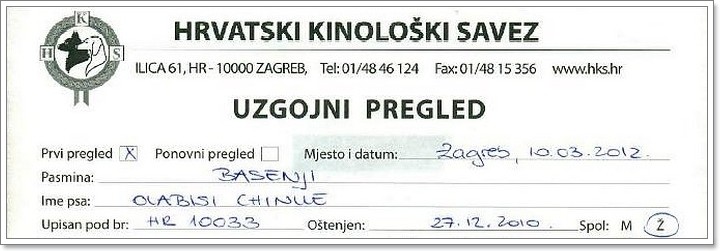 K
H S
HRVATSKI KINOLOŠKI SAVEZ
ILICA 61, HR - 10000 ZAGREB, Tel: 01/48 46 124 Fax: 01/48 15 356 www.hks.hr
UZGOJNI PREGLED
Prvi pregled X Ponovni pregled Mjesto i datum: Zagreb, 10.03.2012.
Pasmina: BASENJI
Ime psa: OLABISI CHINUE
Upisan pod br: HR 10033 Oštenjen: 27.12.2010. Spol: M Ž